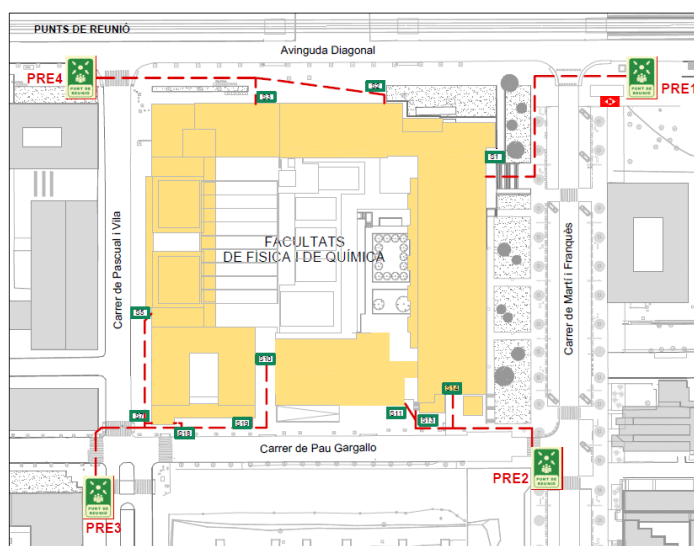 PUNTS DE REUNIÓ
Avinguda Diagonal
PRE4
PUNT DE
REUNIÓ
S3
S2
PUNT DE
REUNIÓ
PRE1
S1
FACULTATS
DE FÍSICA I DE QUÍMICA
Carrer de Pascual i Vila
Carrer de Martí i Franquès
S5
S10
S14
S7
S11
S13
S19
Carrer de Pau Gargallo
PRE2
PUNT DE
REUNIÓ
PUNT DE
REUNIÓ
PRE3